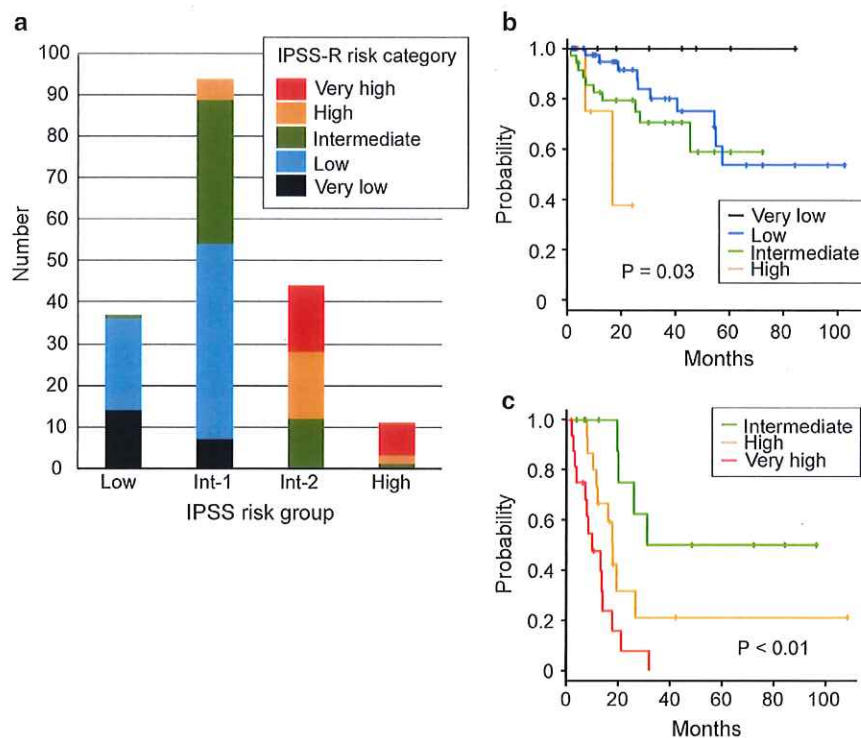 a
100
90
80
70
60
50
40
30
20
10
0
Number
IPSS-R risk category
Very high
High
Intermediate
Low
Very low
Low Int-1 Int-2 High
IPSS risk group
b
1.0
0.8
0.6
0.4
0.2
0
Probability
Very low
Low
Intermediate
High
P = 0.03
0 20 40 60 80 100
Months
c
1.0
0.8
0.6
0.4
0.2
0
Probability
Intermediate
High
Very high
P < 0.01
0 20 40 60 80 100
Months